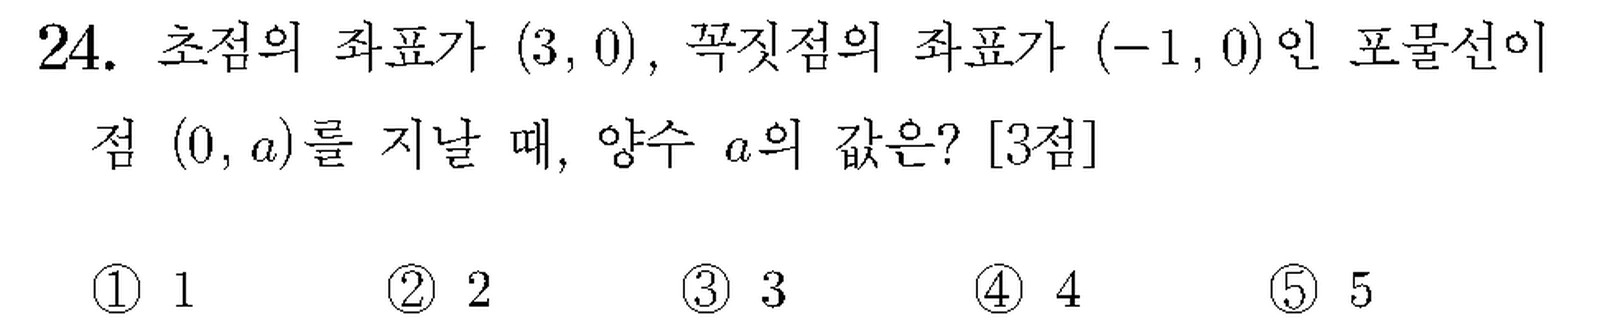 24. 초점의 좌표가 (3, 0), 꼭짓점의 좌표가 (−1, 0)인 포물선이
점 (0, a)를 지날 때, 양수 a의 값은? [3점]
① 1 ② 2 ③ 3 ④ 4 ⑤ 5